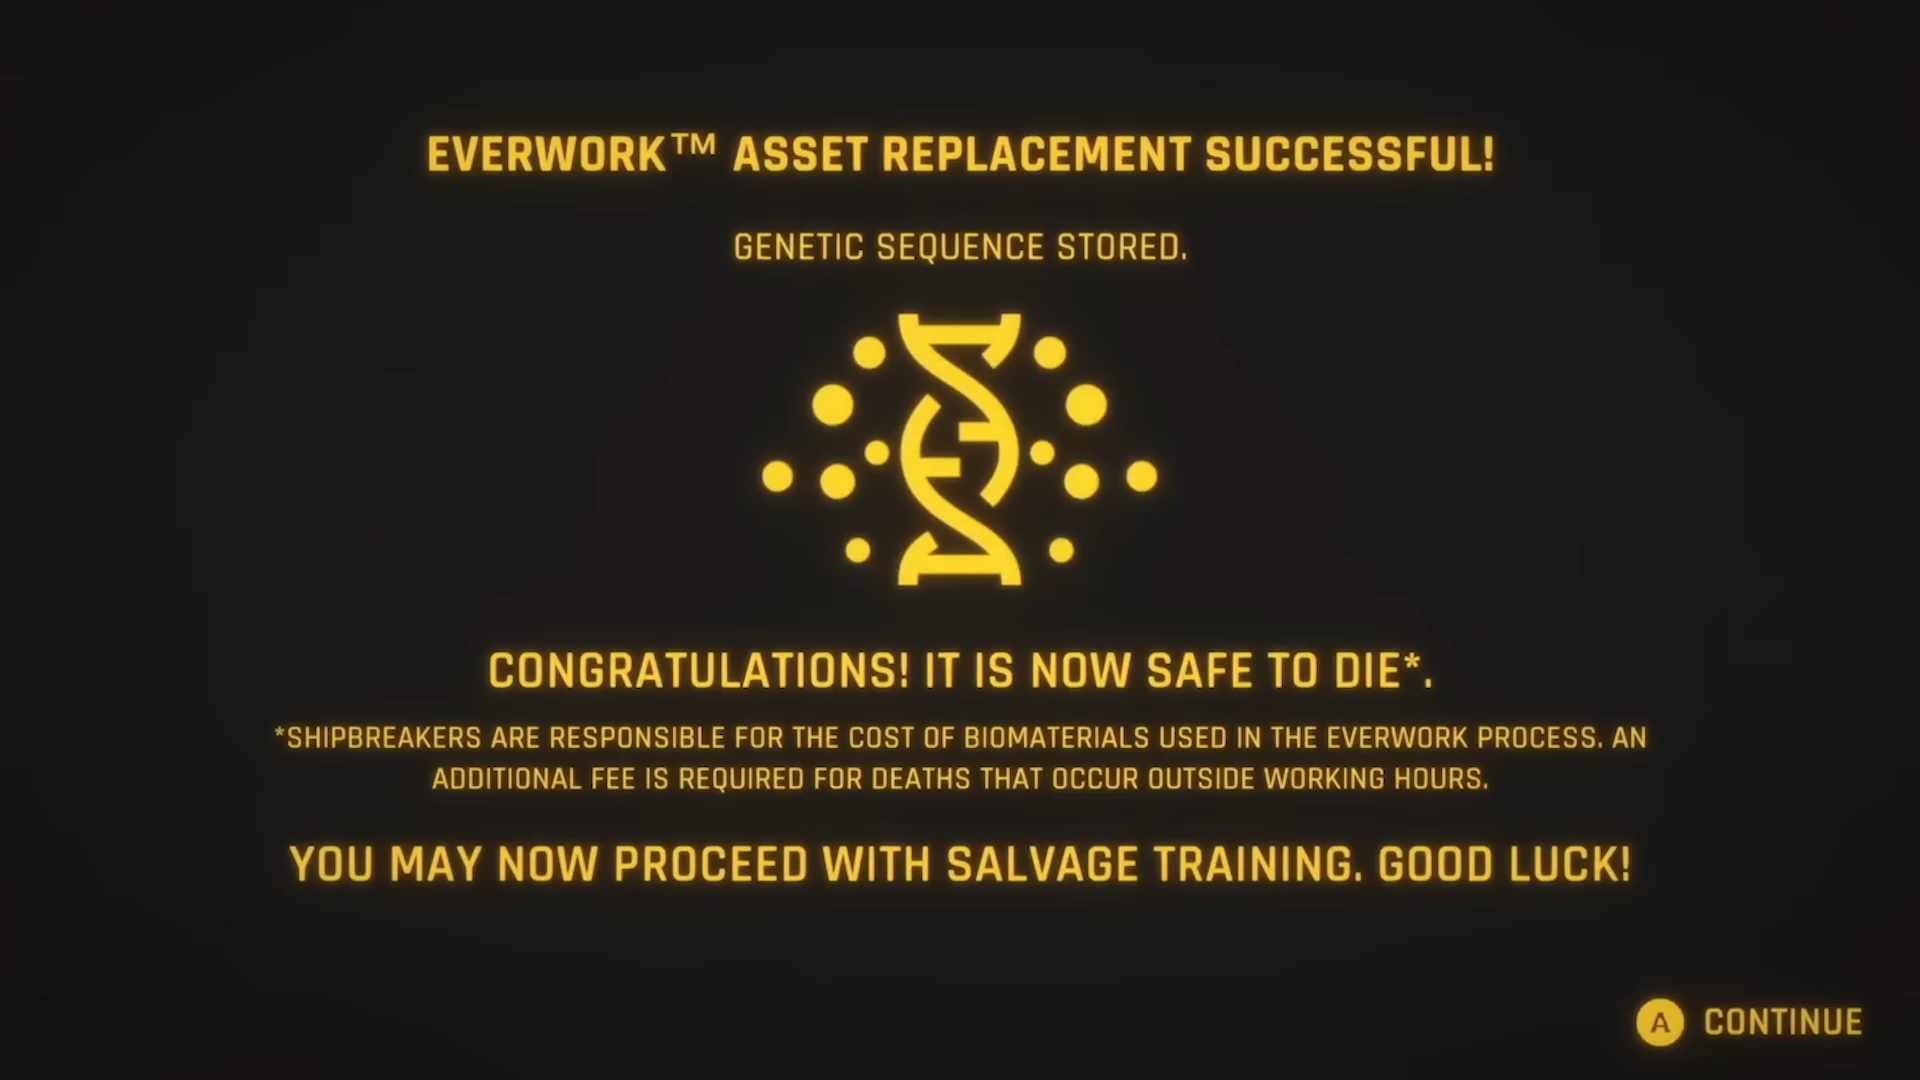 EVERWORK™ ASSET REPLACEMENT SUCCESSFUL!
GENETIC SEQUENCE STORED.
CONGRATULATIONS! IT IS NOW SAFE TO DIE*.
*SHIPBREAKERS ARE RESPONSIBLE FOR THE COST OF BIOMATERIALS USED IN THE EVERWORK PROCESS. AN
ADDITIONAL FEE IS REQUIRED FOR DEATHS THAT OCCUR OUTSIDE WORKING HOURS.
YOU MAY NOW PROCEED WITH SALVAGE TRAINING. GOOD LUCK!
A CONTINUE